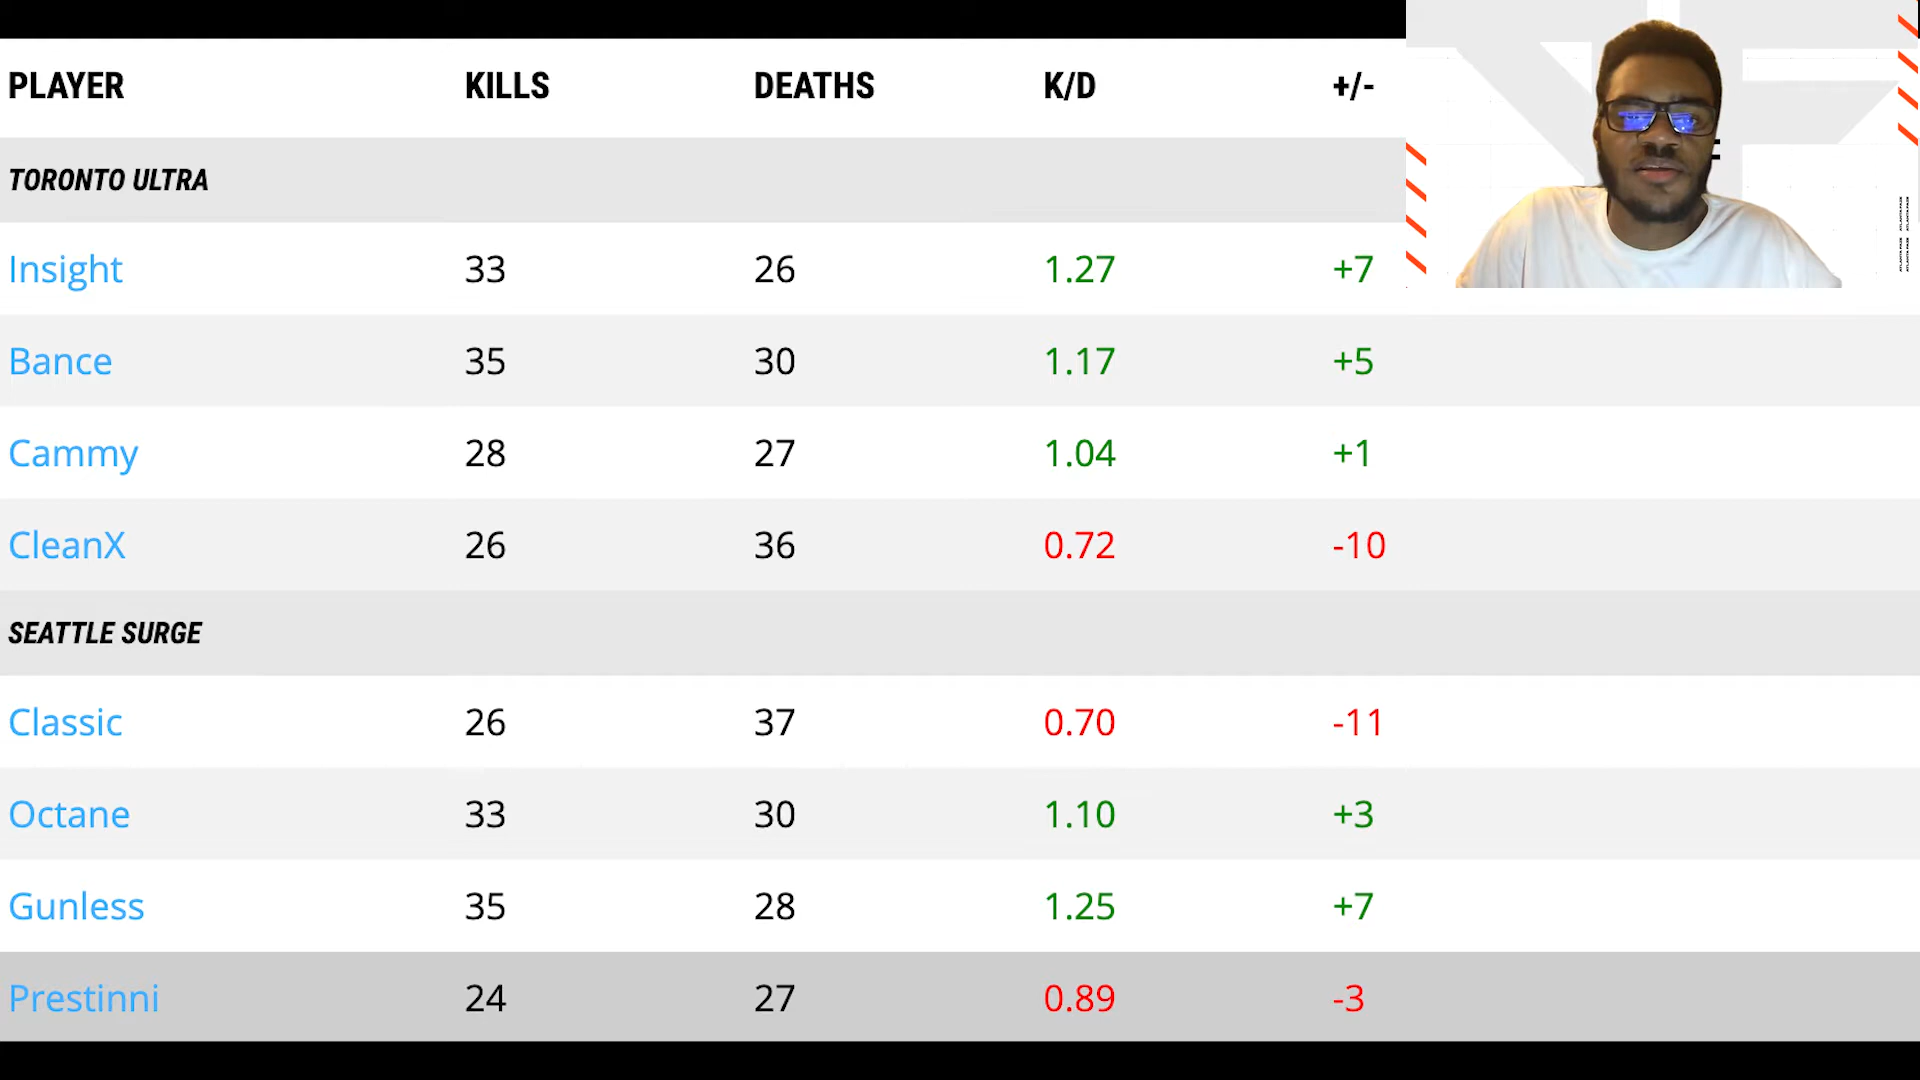 PLAYER KILLS DEATHS K/D +/-
TORONTO ULTRA
Insight 33 26 1.27 +7
Bance 35 30 1.17 +5
Cammy 28 27 1.04 +1
CleanX 26 36 0.72 -10
SEATTLE SURGE
Classic 26 37 0.70 -11
Octane 33 30 1.10 +3
Gunless 35 28 1.25 +7
Prestinni 24 27 0.89 -3